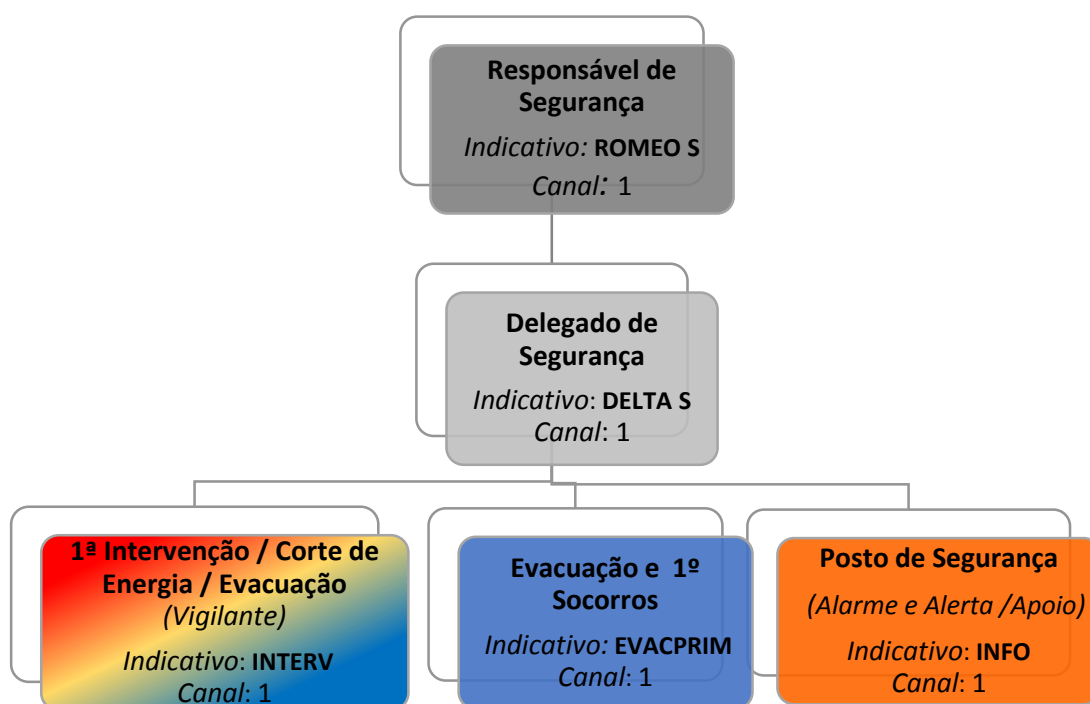 Responsável de
Segurança
Indicativo: ROMEO S
Canal: 1
Delegado de
Segurança
Indicativo: DELTA S
Canal: 1
1ª Intervenção / Corte de
Energia / Evacuação
(Vigilante)
Indicativo: INTERV
Canal: 1
Evacuação e 1º
Socorros
Indicativo: EVACPRIM
Canal: 1
Posto de Segurança
(Alarme e Alerta /Apoio)
Indicativo: INFO
Canal: 1